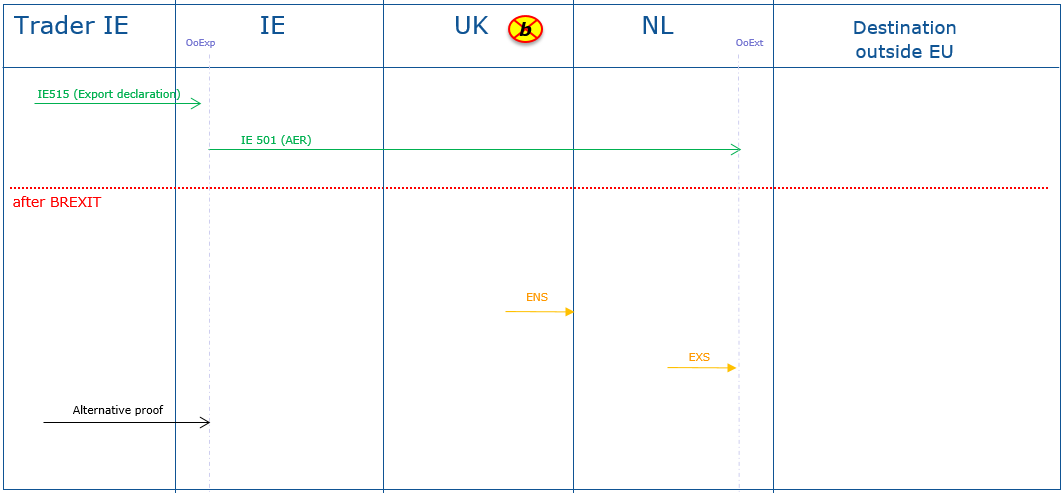 Trader IE
IE
UK
b
NL
Destination
outside EU
OoExp
OoExt
IE515 (Export declaration)
IE 501 (AER)
after BREXIT
ENS
EXS
Alternative proof